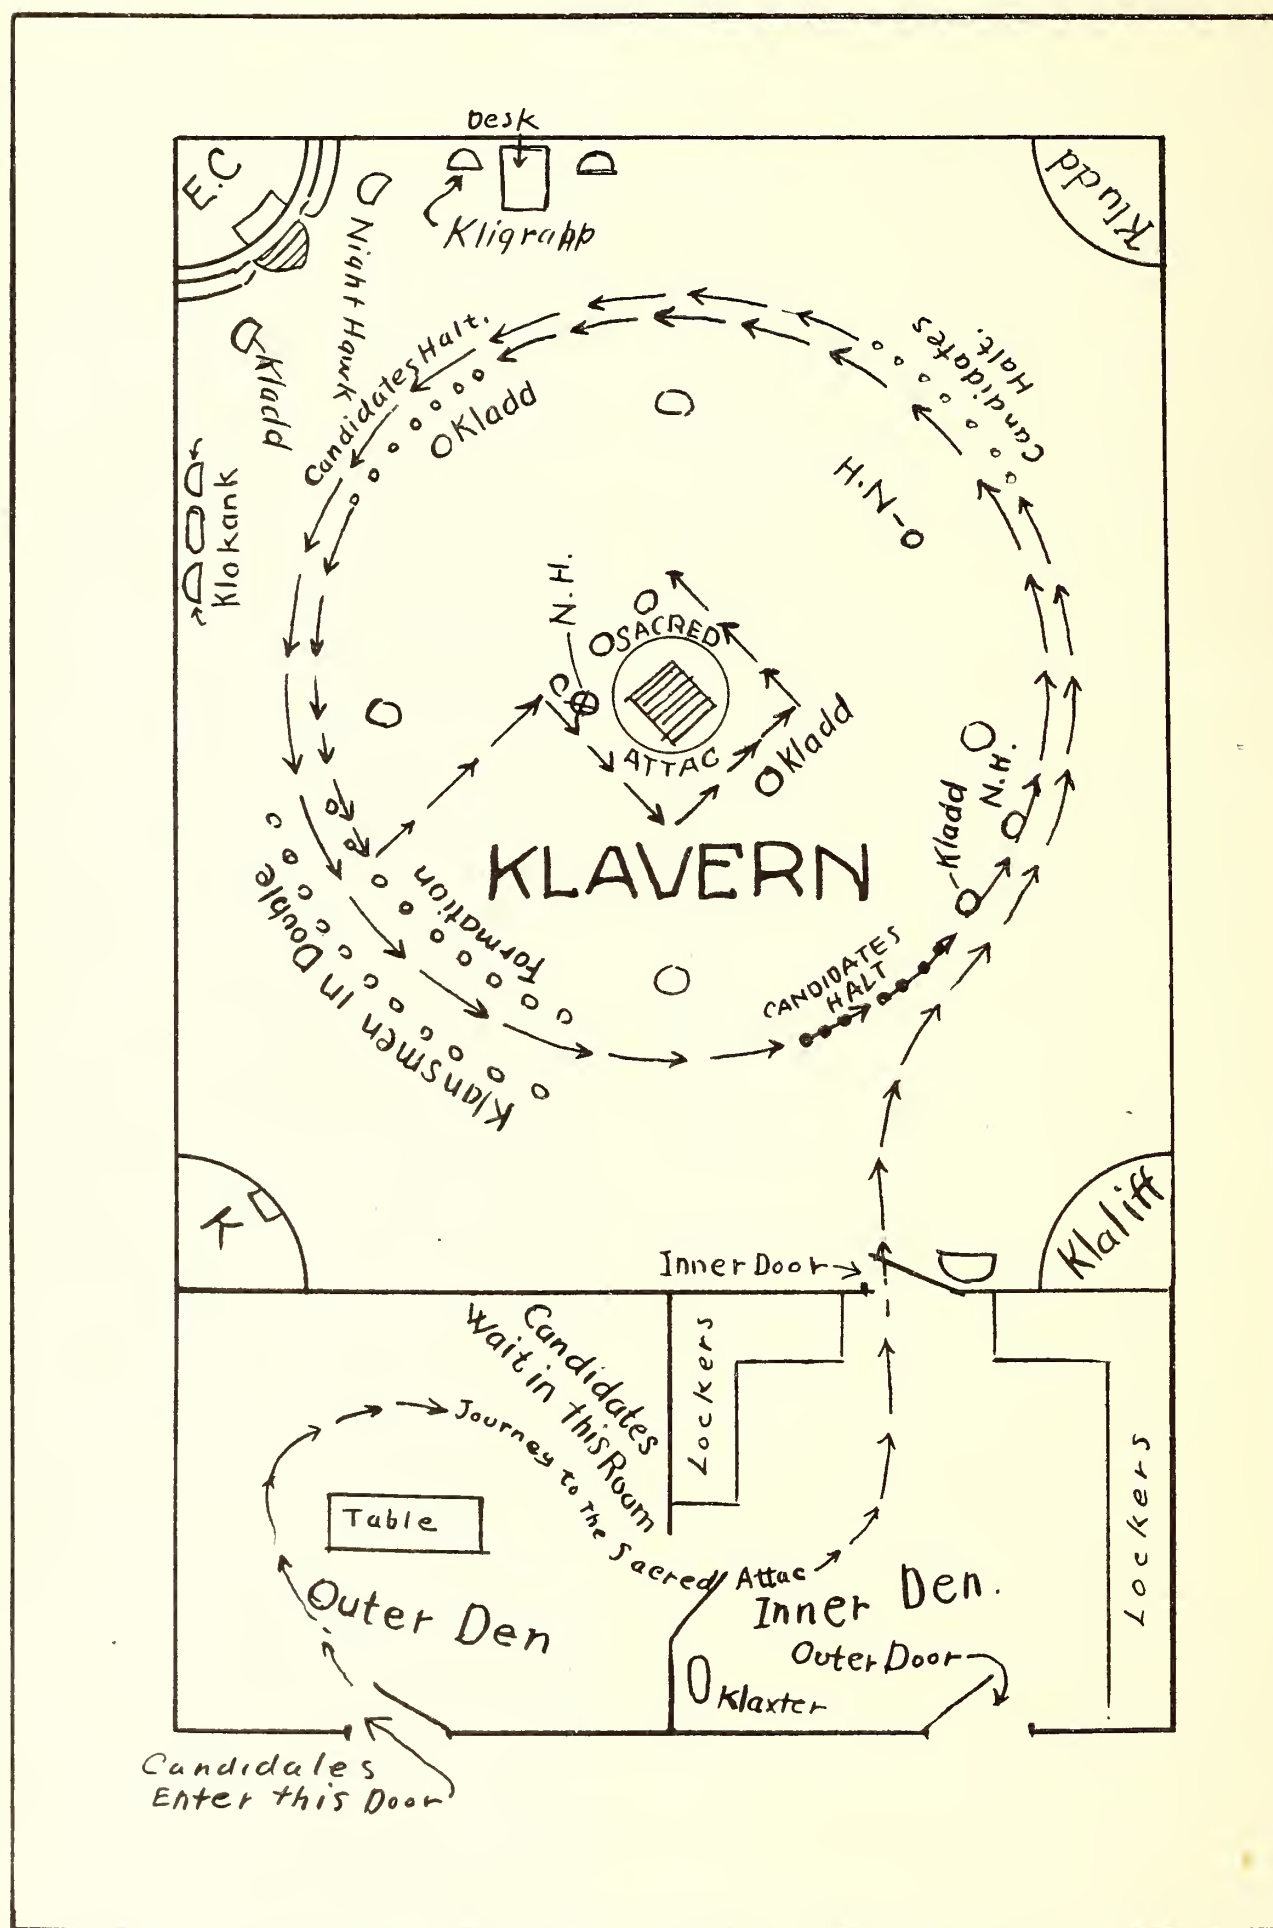 Desk
E.C
Kligrapp
Kludd
Night Hawk
Kladd
Candidates Halt.
Candidates
Halt.
OKladd
Klokank
N.H.
N.H.
SACRED
ATTAC
Kladd
Kladd
N.H.
KLAVERN
Klansmen in Double
Formation
CANDIDATES
HALT
K
Klaliff
Inner Door
Candidates
Wait in this Room
Lockers
Lockers
Journey to The Sacred Attac
Table
Outer Den
Inner Den.
Outer Door
Klaxter
Candidales
Enter this Door